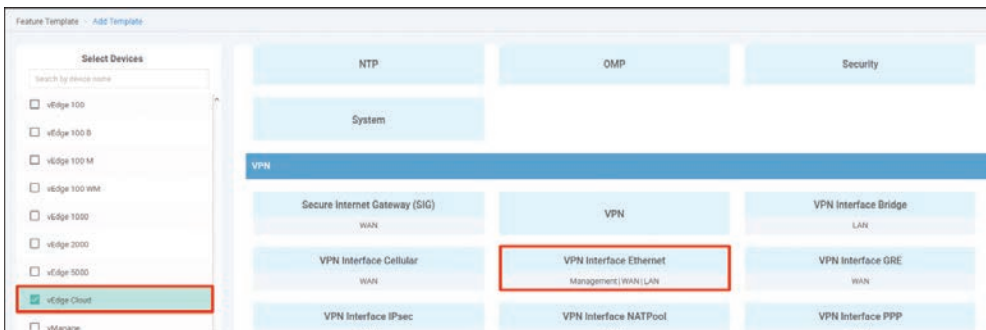 Feature Template > Add Template
Select Devices
Search by device name
vEdge 100
vEdge 100 B
vEdge 100 M
vEdge 100 WM
vEdge 1000
vEdge 2000
vEdge 5000
vEdge Cloud
vManage
NTP
OMP
Security
System
VPN
Secure Internet Gateway (SIG)
WAN
VPN
VPN Interface Bridge
LAN
VPN Interface Cellular
WAN
VPN Interface Ethernet
Management | WAN | LAN
VPN Interface GRE
WAN
VPN Interface IPsec
VPN Interface NATPool
VPN Interface PPP